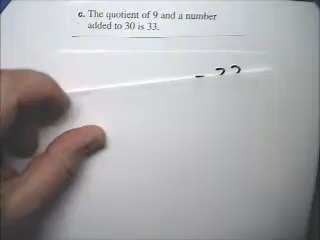 c. The quotient of 9 and a number
added to 30 is 33.